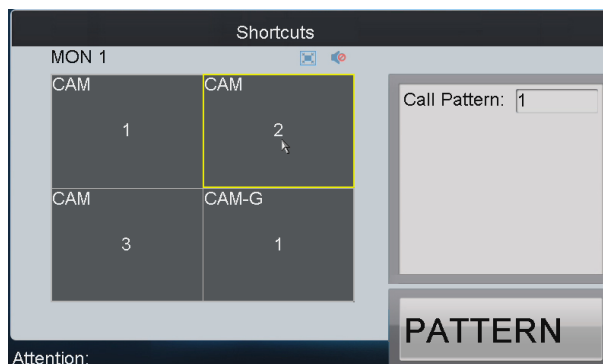 Shortcuts
MON 1
CAM
1
CAM
2
CAM
3
CAM-G
1
Call Pattern: 1
PATTERN
Attention: